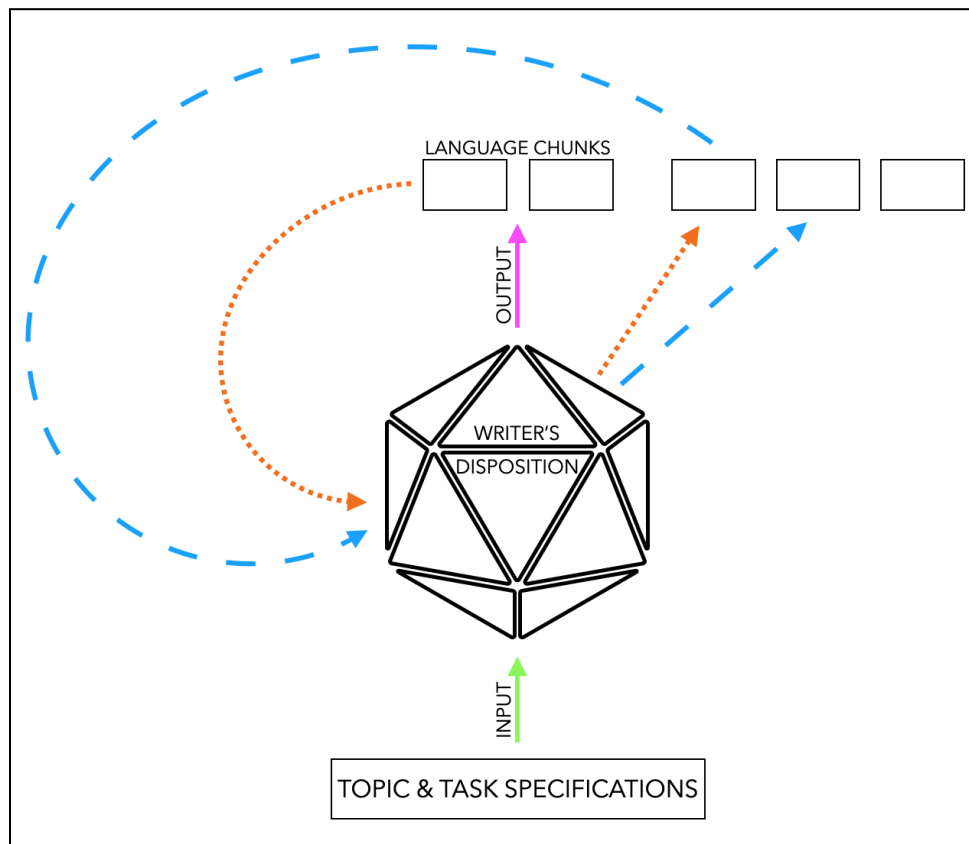 LANGUAGE CHUNKS
OUTPUT
WRITER'S
DISPOSITION
INPUT
TOPIC & TASK SPECIFICATIONS